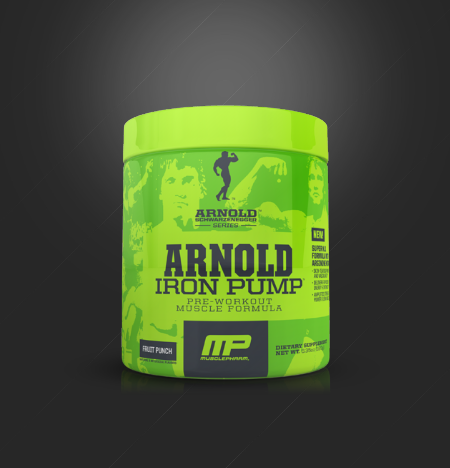 ARNOLD
SCHWARZENEGGER
SERIES
ARNOLD
IRON PUMP
PRE-WORKOUT
MUSCLE FORMULA
NEW
FRUIT PUNCH
MP
MUSCLEPHARM
DIETARY SUPPLEMENT
NET WT.